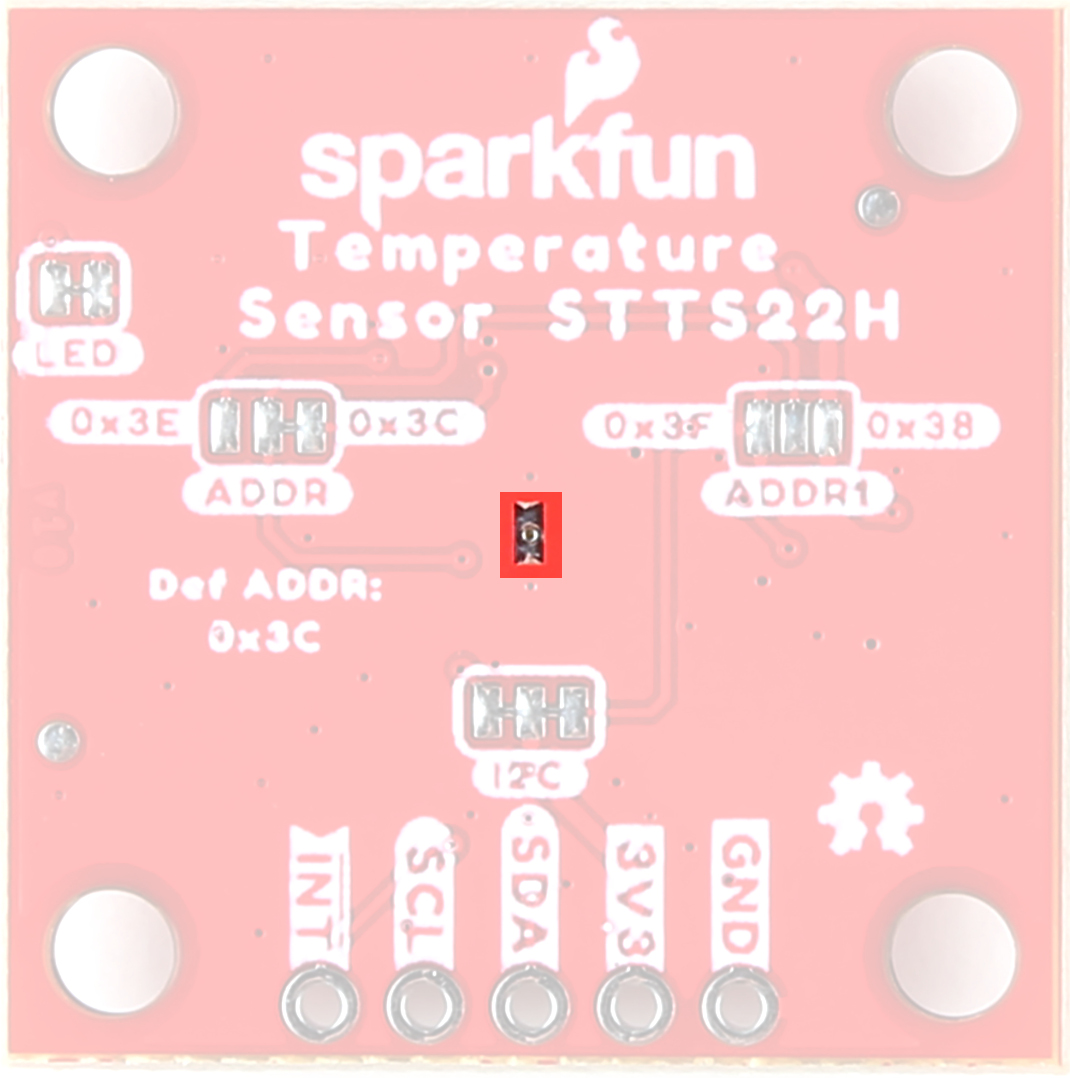 sparkfun
Temperature
Sensor STTS22H
LED
0x3E 0x3C
0x3F 0x38
ADDR
ADDR1
Def ADDR:
0x3C
I²C
INT
SCL
SDA
3V3
GND